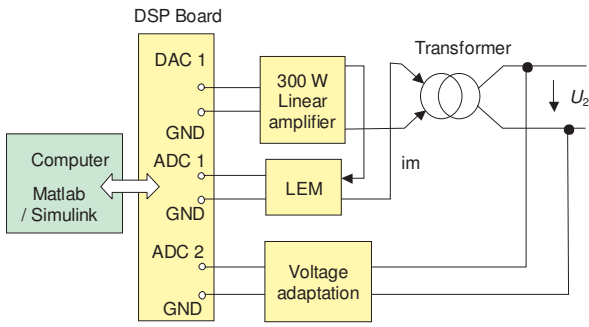 DSP Board
DAC 1
GND
ADC 1
GND
ADC 2
GND
300 W
Linear
amplifier
Transformer
U2
Computer
Matlab
/ Simulink
LEM
im
Voltage
adaptation